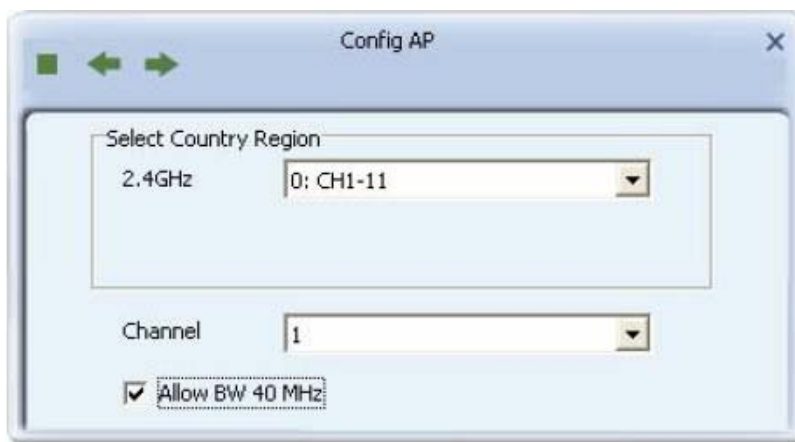 Config AP
Select Country Region
2.4GHz 0: CH1-11
Channel 1
Allow BW 40 MHz